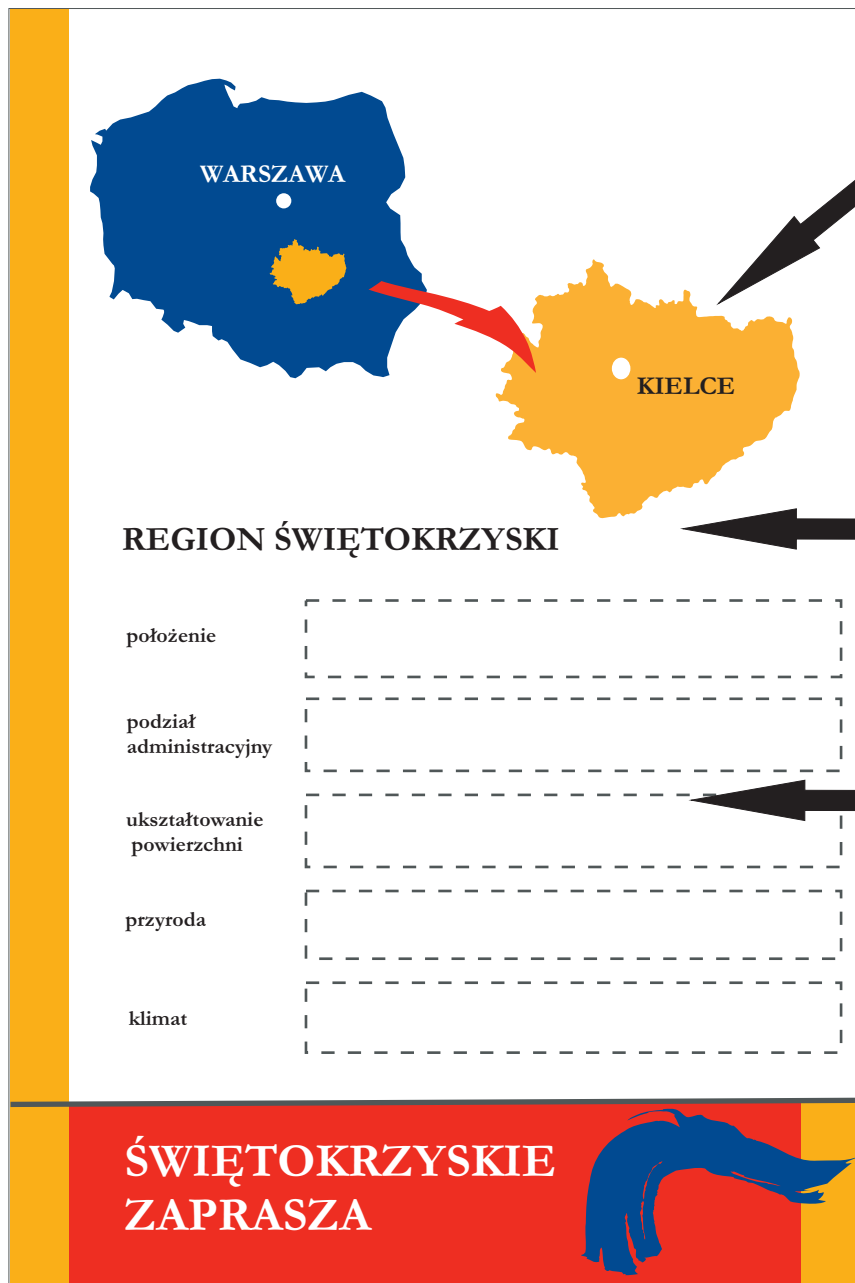 WARSZAWA
KIELCE
REGION ŚWIĘTOKRZYSKI
położenie
podział
administracyjny
ukształtowanie
powierzchni
przyroda
klimat
ŚWIĘTOKRZYSKIE
ZAPRASZA